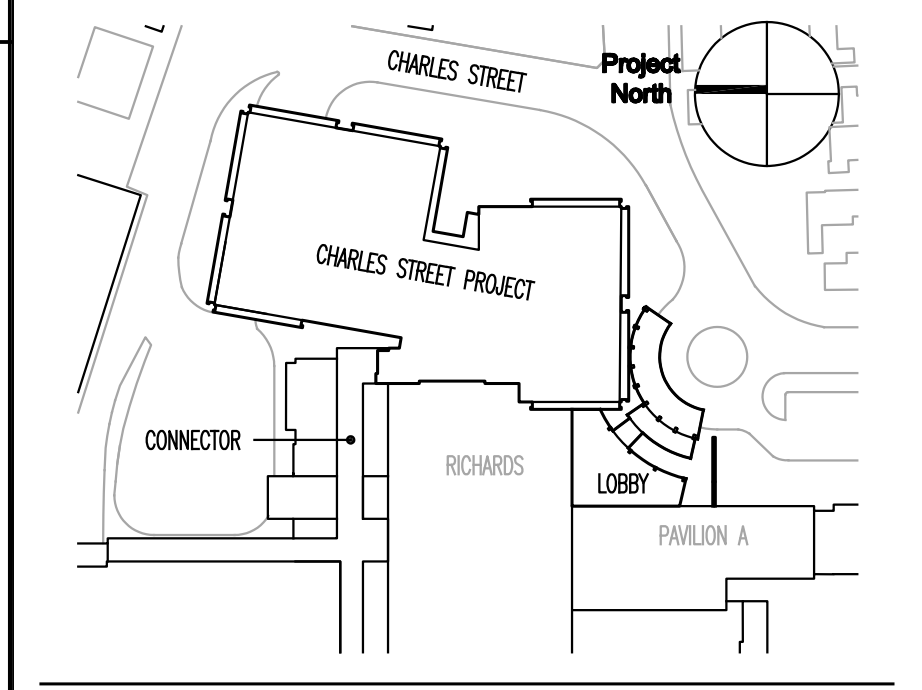 CHARLES STREET
Project
North
CHARLES STREET PROJECT
CONNECTOR
RICHARDS
LOBBY
PAVILION A